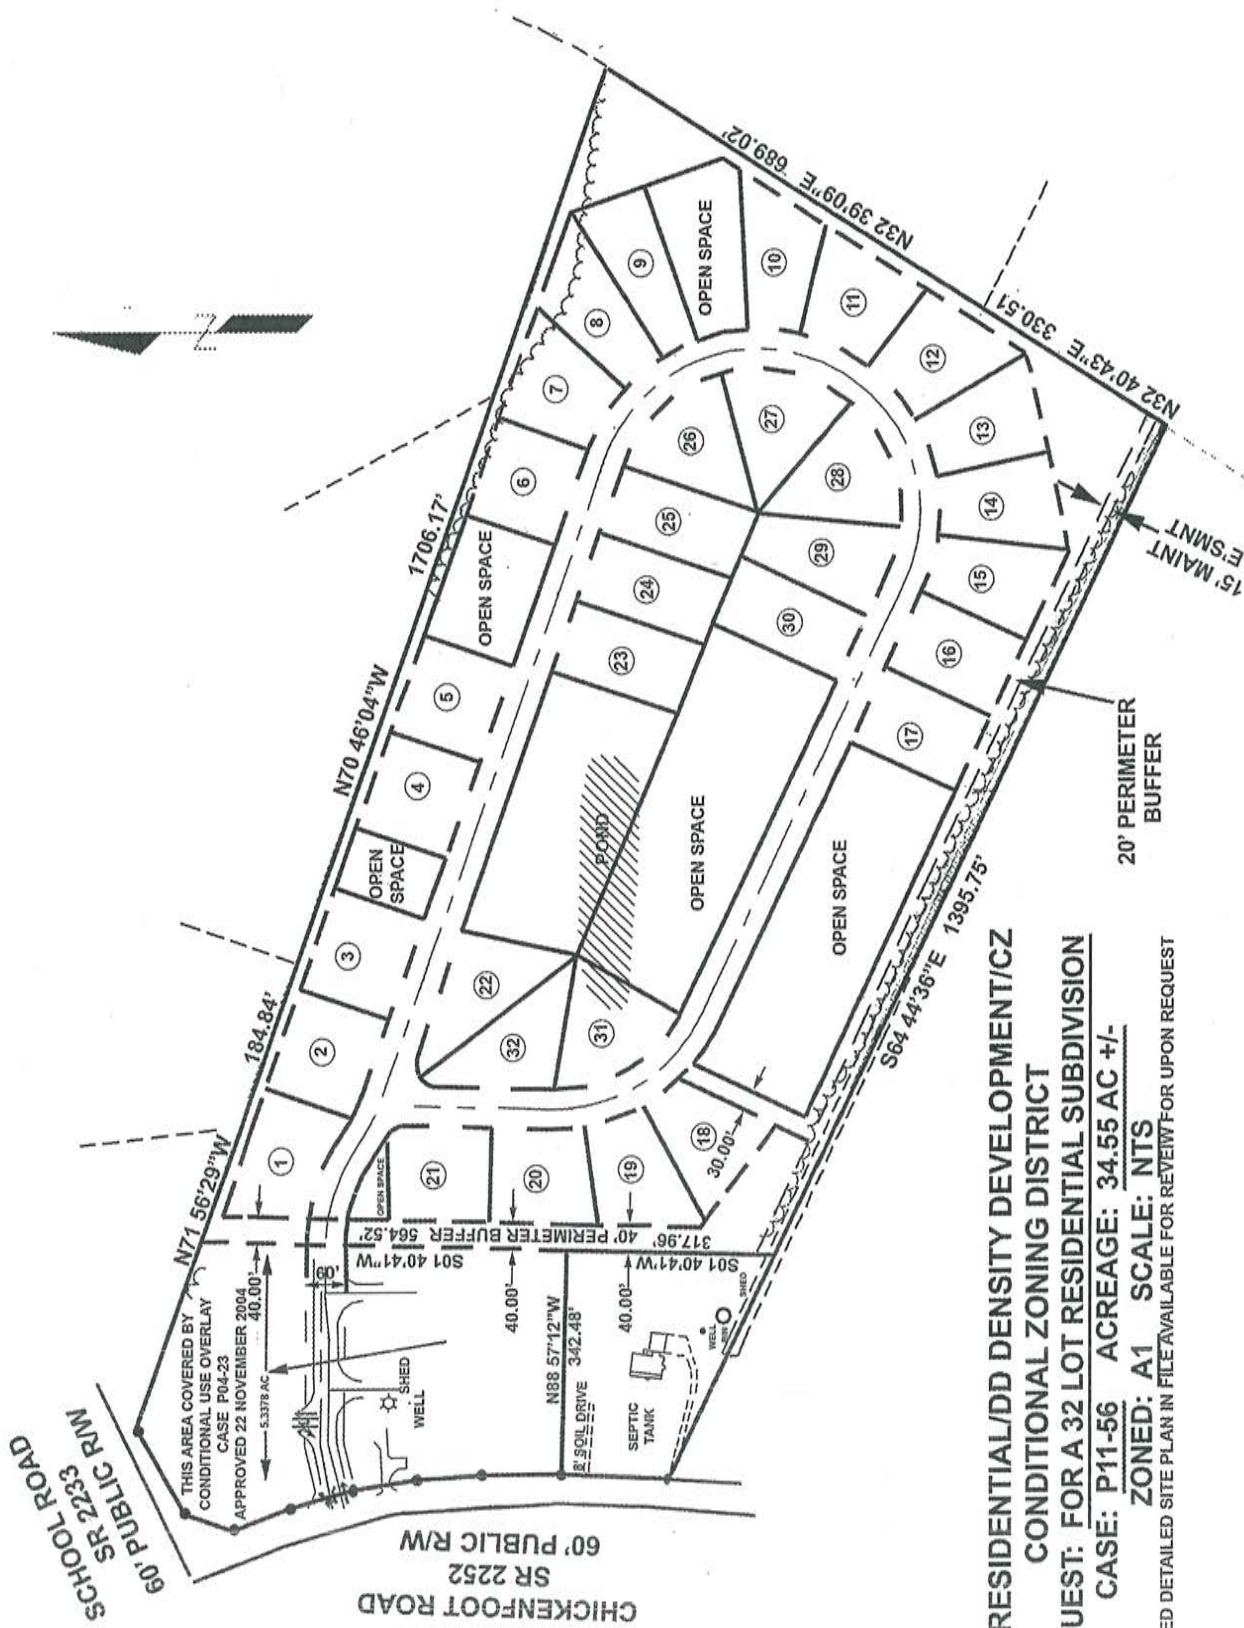 SCHOOL ROAD
SR 2233
60' PUBLIC R/W
CHICKENFOOT ROAD
SR 2252
60' PUBLIC R/W
THIS AREA COVERED BY
CONDITIONAL USE OVERLAY
CASE P04-23
APPROVED 22 NOVEMBER 2004
5.3378 AC
40.00'
60'
SHED
WELL
N88 57'12"W
342.48'
8' SOIL DRIVE
SEPTIC
TANK
WELL
SHED
N71 56'29"W
184.84'
N70 46'04"W
1706.17'
N32 39'09"E 689.02'
N32 40'43"E 330.51
S64 44'36"E 1395.75'
S01 40'41"W 564.52'
40' PERIMETER BUFFER
S01 40'41"W 317.96'
40.00'
40.00'
30.00'
15' MAINT
E'SMNT
20' PERIMETER
BUFFER
1
2
3
OPEN
SPACE
4
5
OPEN SPACE
6
7
8
9
OPEN SPACE
10
11
12
13
14
15
16
17
OPEN SPACE
18
19
20
21
OPEN SPACE
22
23
24
25
26
27
28
29
30
31
32
POND
OPEN SPACE
RESIDENTIAL/DD DENSITY DEVELOPMENT/CZ
CONDITIONAL ZONING DISTRICT
UEST: FOR A 32 LOT RESIDENTIAL SUBDIVISION
CASE: P11-56 ACREAGE: 34.55 AC +/-
ZONED: A1 SCALE: NTS
ED DETAILED SITE PLAN IN FILE AVAILABLE FOR REVEIW FOR UPON REQUEST